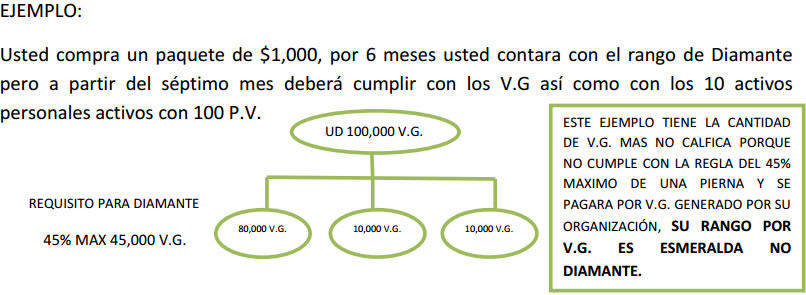 EJEMPLO:
Usted compra un paquete de $1,000, por 6 meses usted contara con el rango de Diamante
pero a partir del séptimo mes deberá cumplir con los V.G así como con los 10 activos
personales activos con 100 P.V.
UD 100,000 V.G.
REQUISITO PARA DIAMANTE
45% MAX 45,000 V.G.
80,000 V.G.
10,000 V.G.
10,000 V.G.
ESTE EJEMPLO TIENE LA CANTIDAD
DE V.G. MAS NO CALFICA PORQUE
NO CUMPLE CON LA REGLA DEL 45%
MAXIMO DE UNA PIERNA Y SE
PAGARA POR V.G. GENERADO POR SU
ORGANIZACIÓN, SU RANGO POR
V.G. ES ESMERALDA NO
DIAMANTE.